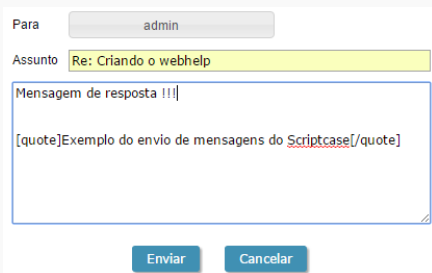 Para admin
Assunto Re: Criando o webhelp
Mensagem de resposta !!!
[quote]Exemplo do envio de mensagens do Scriptcase[/quote]
Enviar Cancelar